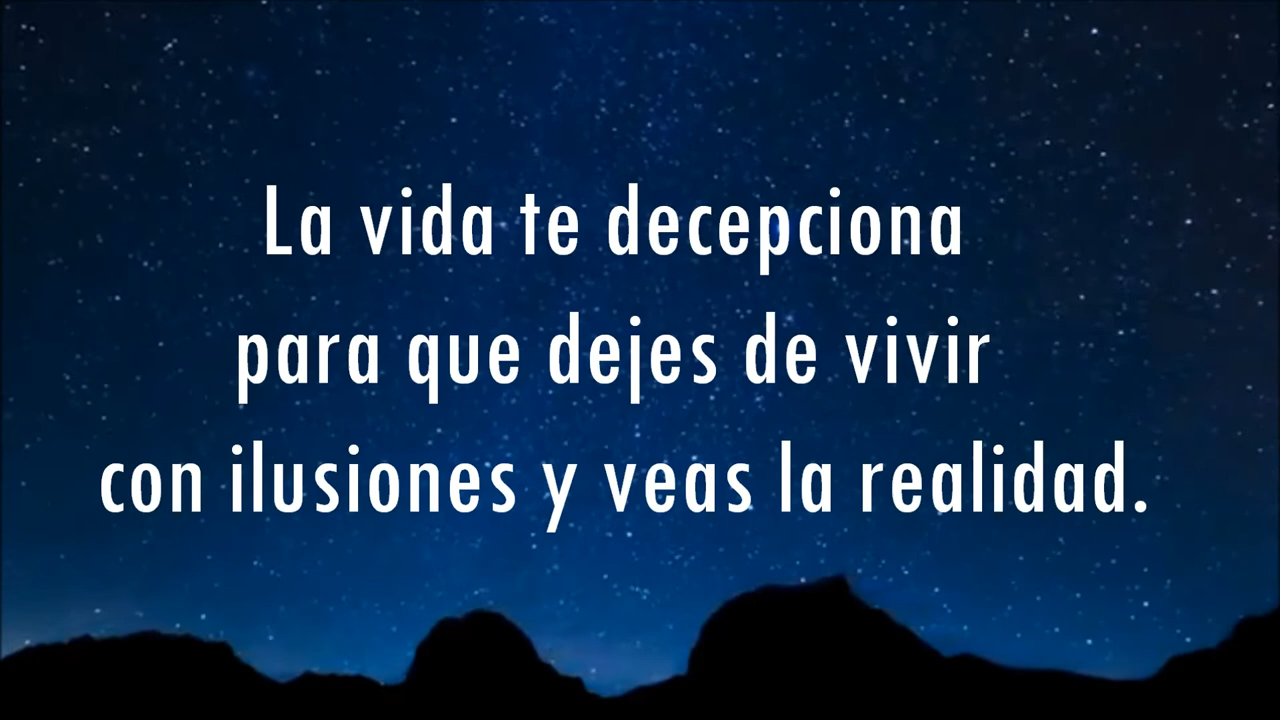 La vida te decepciona
para que dejes de vivir
con ilusiones y veas la realidad.